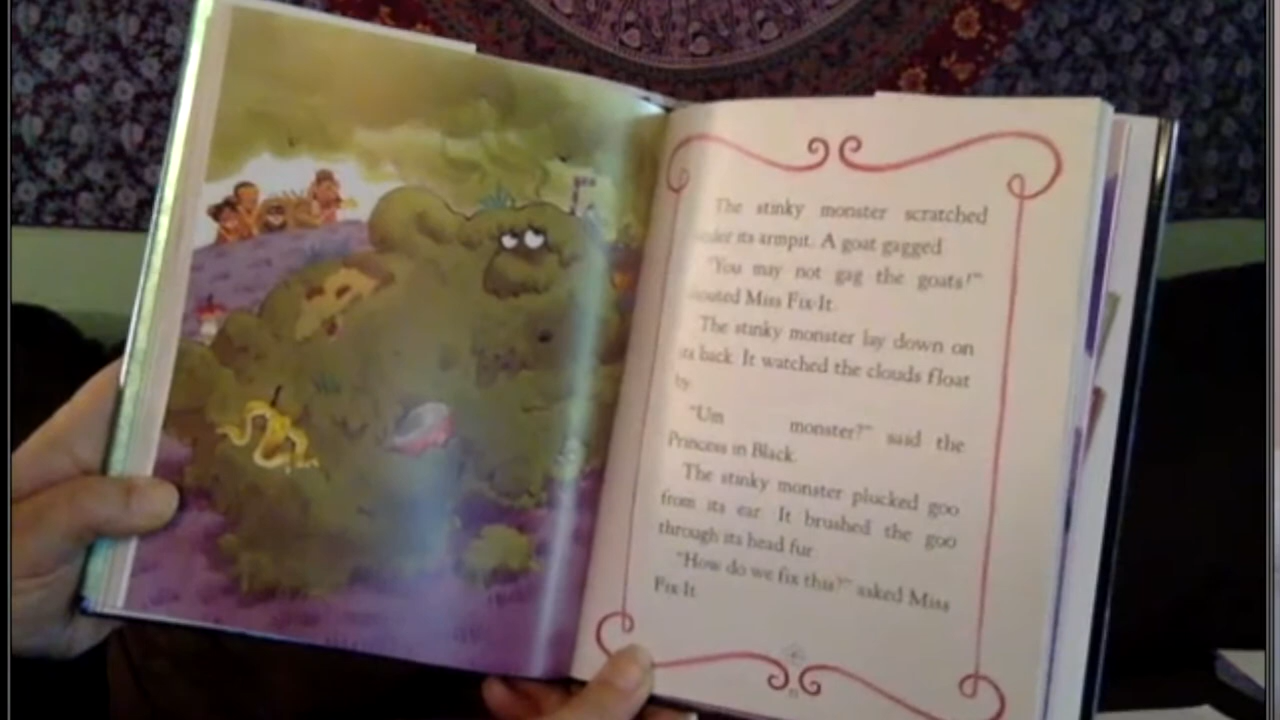 The stinky monster scratched
its armpit. A goat gagged
"You may not gag the goats!"
Miss Fix-It.
The stinky monster lay down on
its back. It watched the clouds float
by
"Um monster?" said the
Princess in Black.
The stinky monster plucked goo
from its ear. It brushed the goo
through its head fur
"How do we fix this?" asked Miss
Fix-It